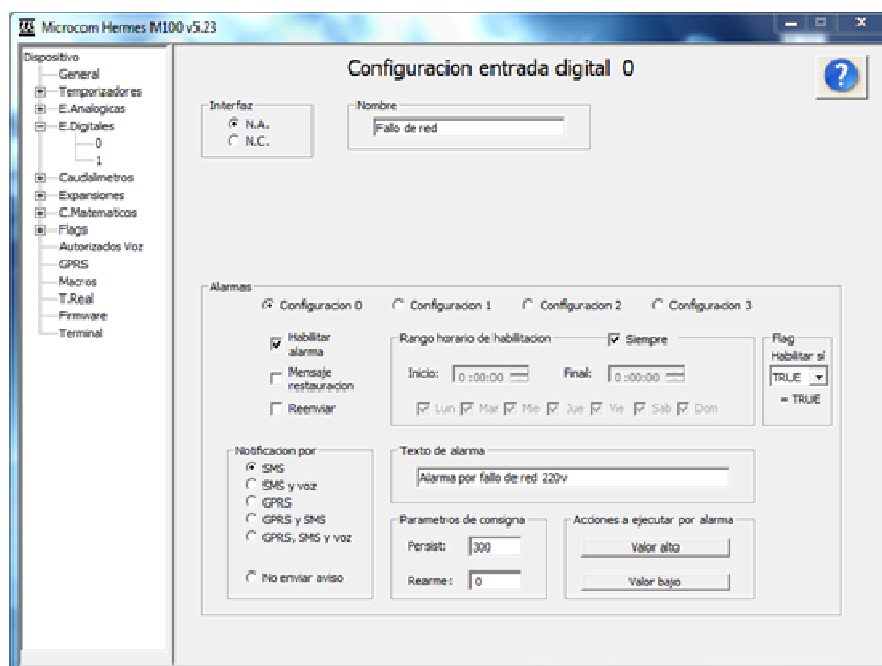 Microcom Hermes M100 v5.23
Dispositivo
General
Temporizadores
E.Analogicas
E.Digitales
0
1
Caudalimetros
Expansiones
C.Matematicos
Flags
Autorizados Voz
GPRS
Macros
T.Real
Firmware
Terminal
Configuracion entrada digital 0
?
Interfaz
N.A.
N.C.
Nombre
Fallo de red
Alarmas
Configuracion 0 Configuracion 1 Configuracion 2 Configuracion 3
Habilitar
alarma
Mensaje
restauracion
Reenviar
Rango horario de habilitacion Siempre
Inicio: 0:00:00 Final: 0:00:00
Lun Mar Mie Jue Vie Sab Dom
Flag
Habilitar sí
TRUE
= TRUE
Notificacion por
SMS
SMS y voz
GPRS
GPRS y SMS
GPRS, SMS y voz
No enviar aviso
Texto de alarma
Alarma por fallo de red 220v
Parametros de consigna
Persist: 300
Rearme: 0
Acciones a ejecutar por alarma
Valor alto
Valor bajo